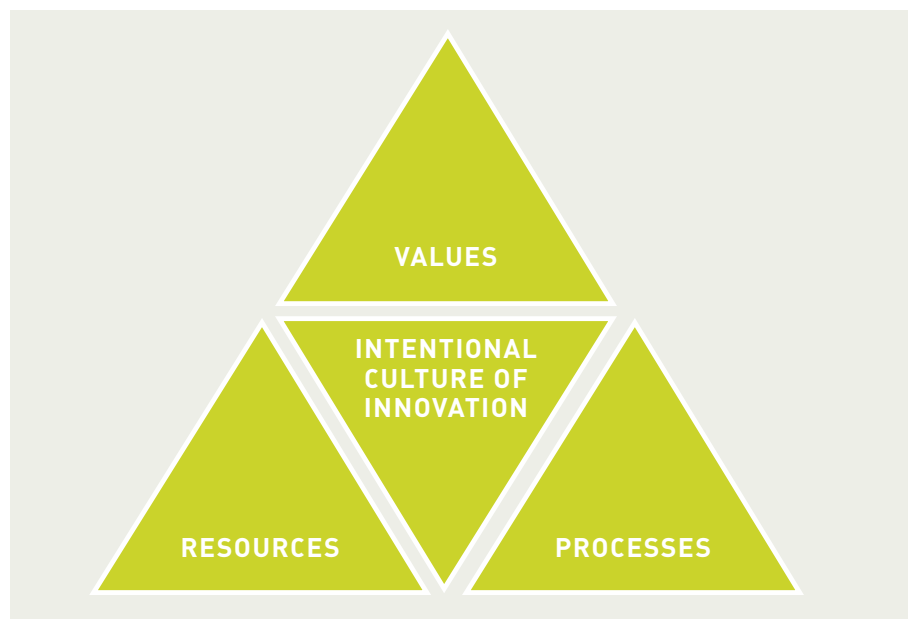 VALUES
INTENTIONAL
CULTURE OF
INNOVATION
RESOURCES
PROCESSES